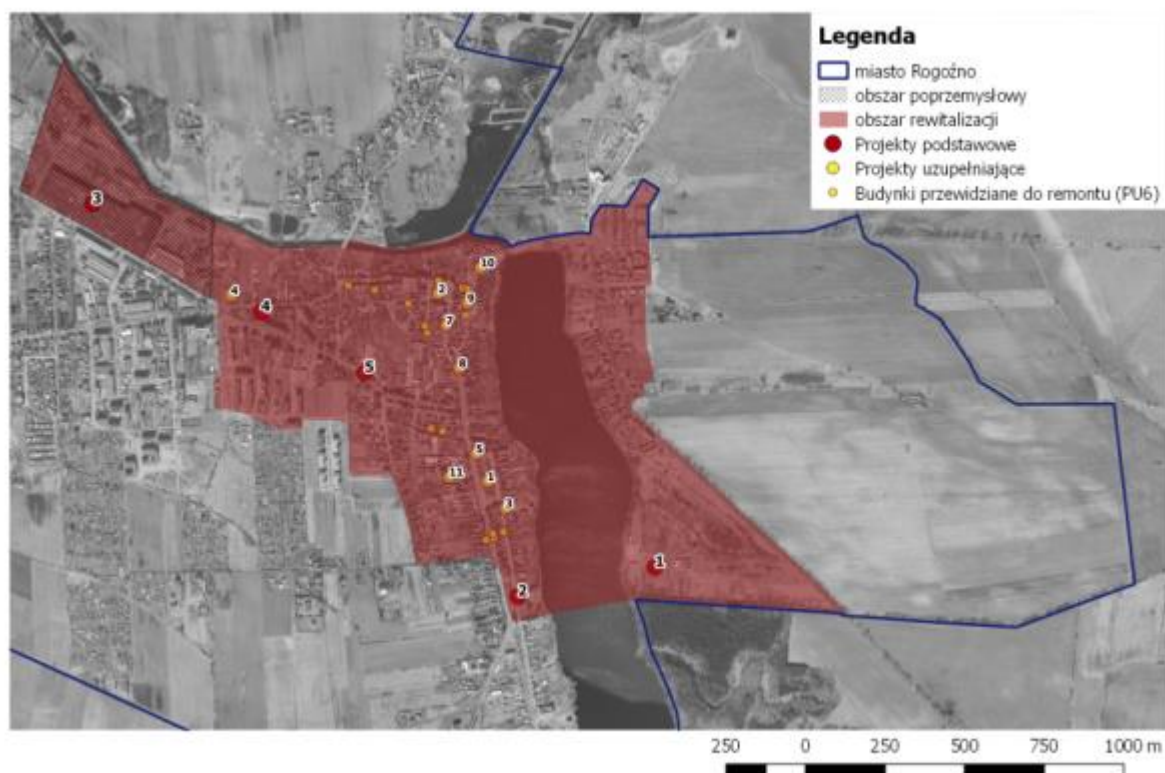 Legenda
miasto Rogoźno
obszar poprzemysłowy
obszar rewitalizacji
Projekty podstawowe
Projekty uzupełniające
Budynki przewidziane do remontu (PU6)
3
10
4
2
9
4
7
8
5
5
11
1
3
1
2
250 0 250 500 750 1000 m